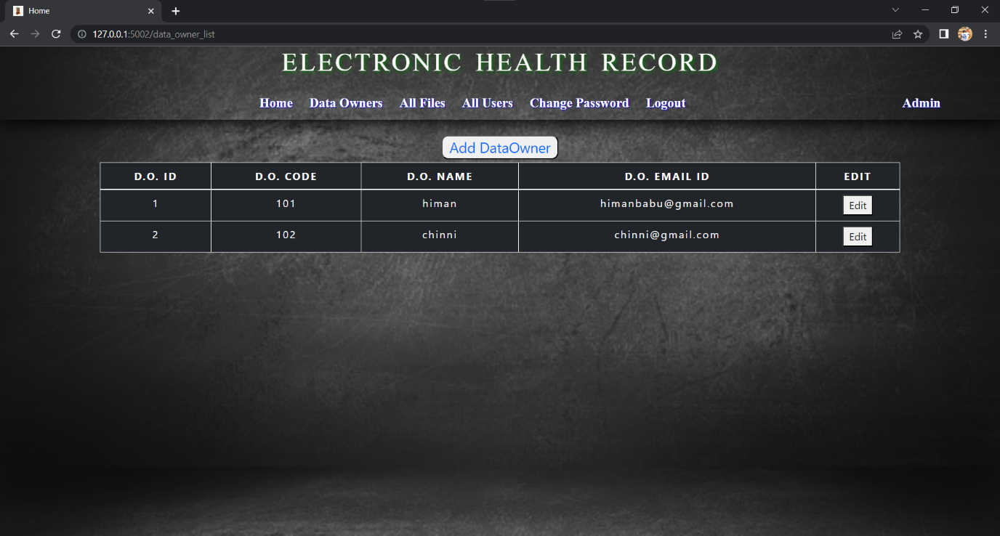 Home
127.0.0.1:5002/data_owner_list
ELECTRONIC HEALTH RECORD
Home Data Owners All Files All Users Change Password Logout Admin
Add DataOwner
D.O. ID D.O. CODE D.O. NAME D.O. EMAIL ID EDIT
1 101 himan himanbabu@gmail.com Edit
2 102 chinni chinni@gmail.com Edit